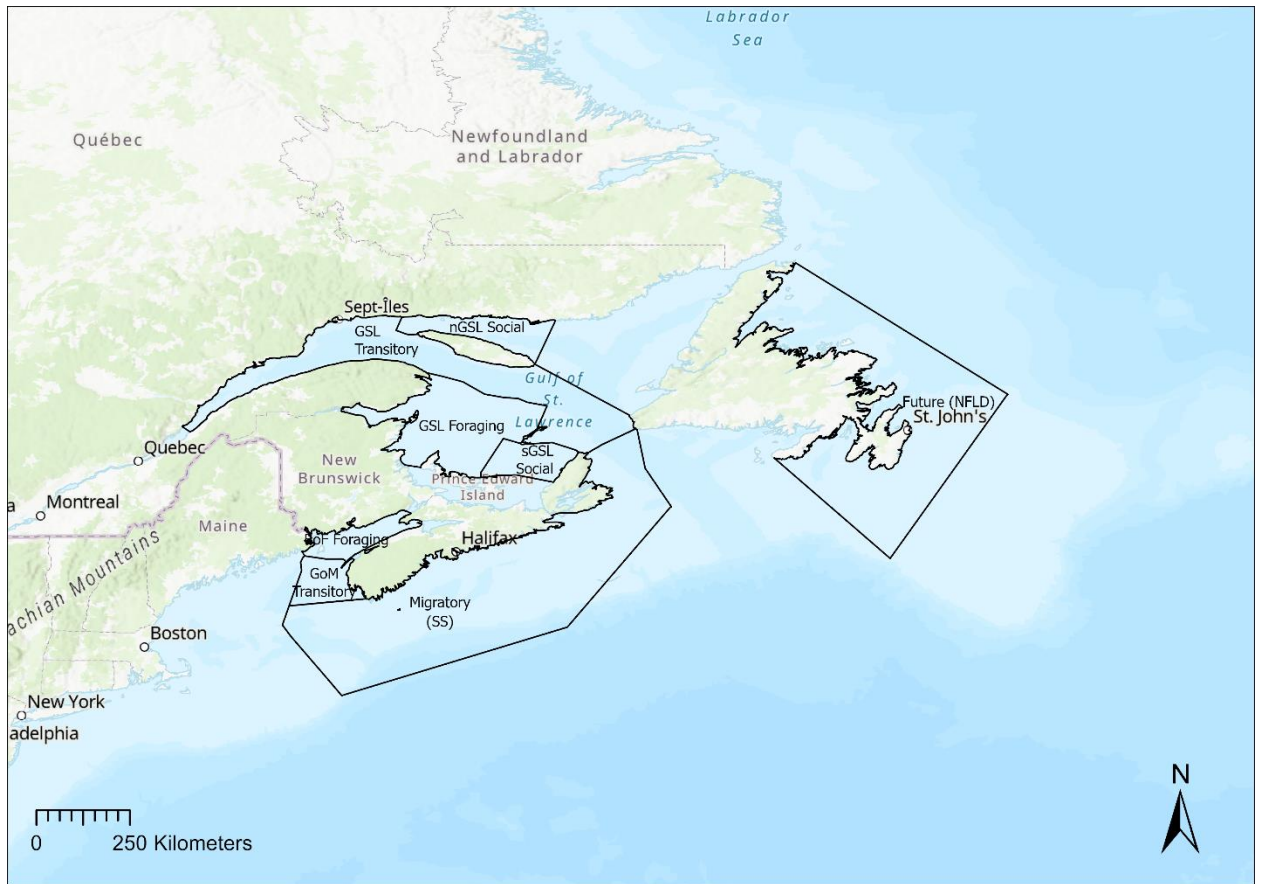 Labrador
Sea
Québec
Newfoundland
and Labrador
Sept-Îles
nGSL Social
GSL
Transitory
Gulf of
St.
Lawrence
Future (NFLD)
St. John's
GSL Foraging
Quebec
sGSL
Social
New
Brunswick
Prince Edward
Island
Montreal
a
Maine
BoF Foraging
Halifax
GoM
Transitory
Migratory
(SS)
achian Mountains
Boston
New York
adelphia
N
0 250 Kilometers